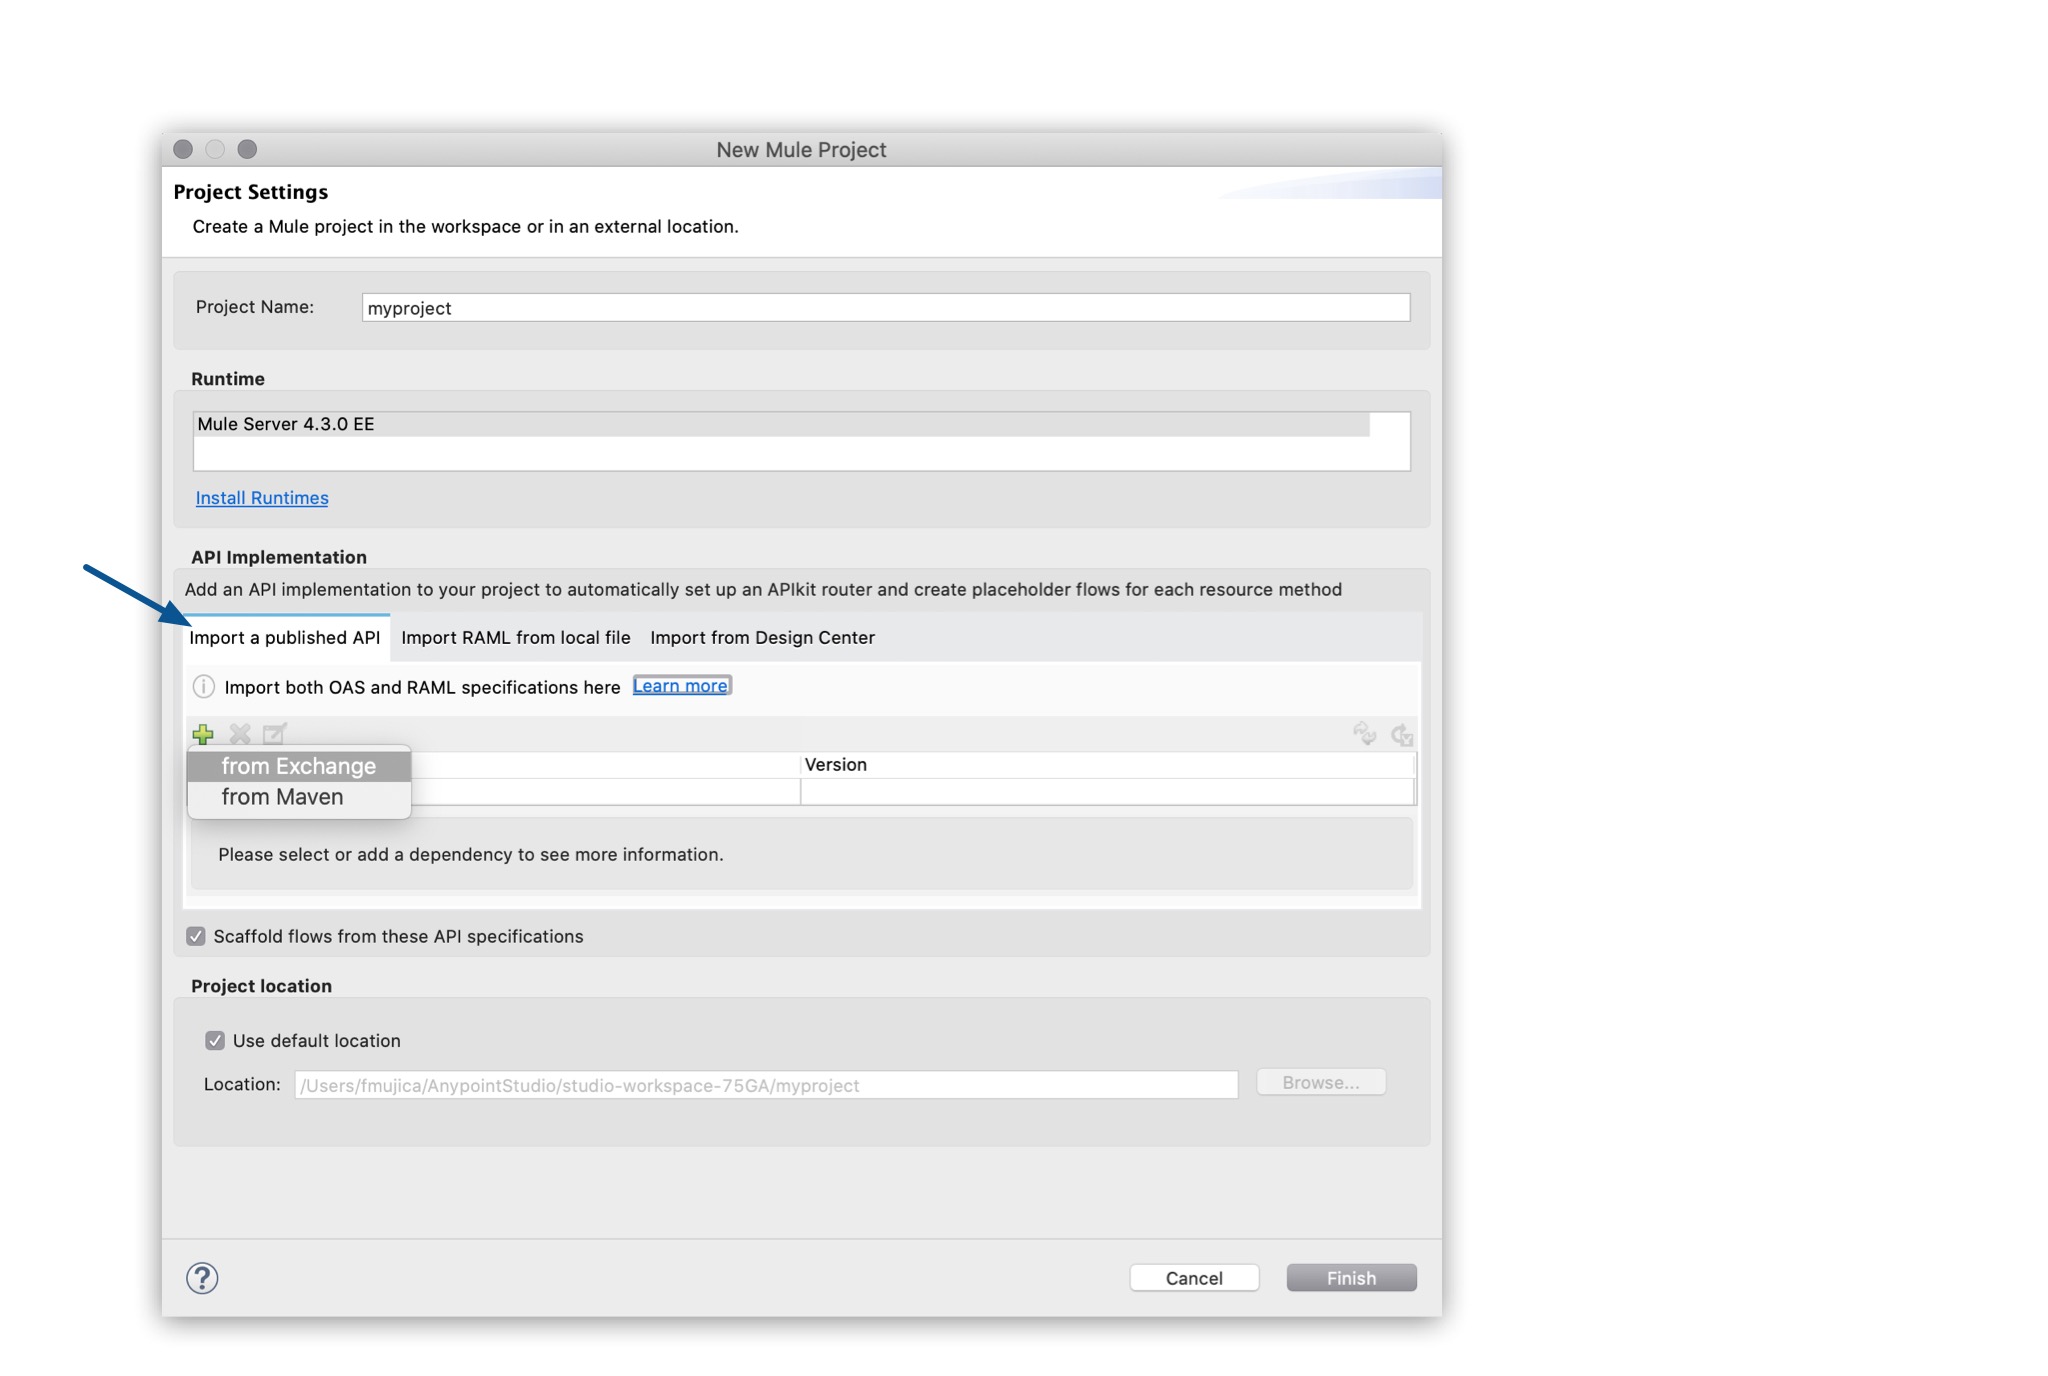 New Mule Project
Project Settings
Create a Mule project in the workspace or in an external location.
Project Name: myproject
Runtime
Mule Server 4.3.0 EE
Install Runtimes
API Implementation
Add an API implementation to your project to automatically set up an APIkit router and create placeholder flows for each resource method
Import a published API Import RAML from local file Import from Design Center
Import both OAS and RAML specifications here Learn more
from Exchange Version
from Maven
Please select or add a dependency to see more information.
Scaffold flows from these API specifications
Project location
Use default location
Location: /Users/fmujica/AnypointStudio/studio-workspace-75GA/myproject Browse...
? Cancel Finish